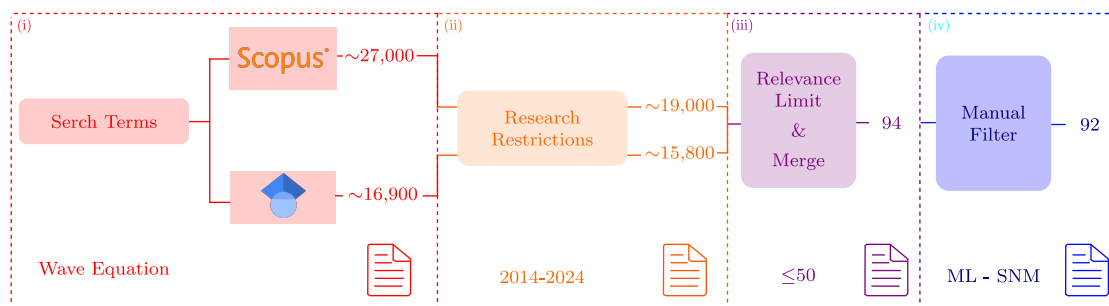 (i)
Serch Terms
Scopus
~27,000
~16,900
Wave Equation
(ii)
Research
Restrictions
~19,000
~15,800
2014-2024
(iii)
Relevance
Limit
&
Merge
94
≤50
(iv)
Manual
Filter
92
ML - SNM